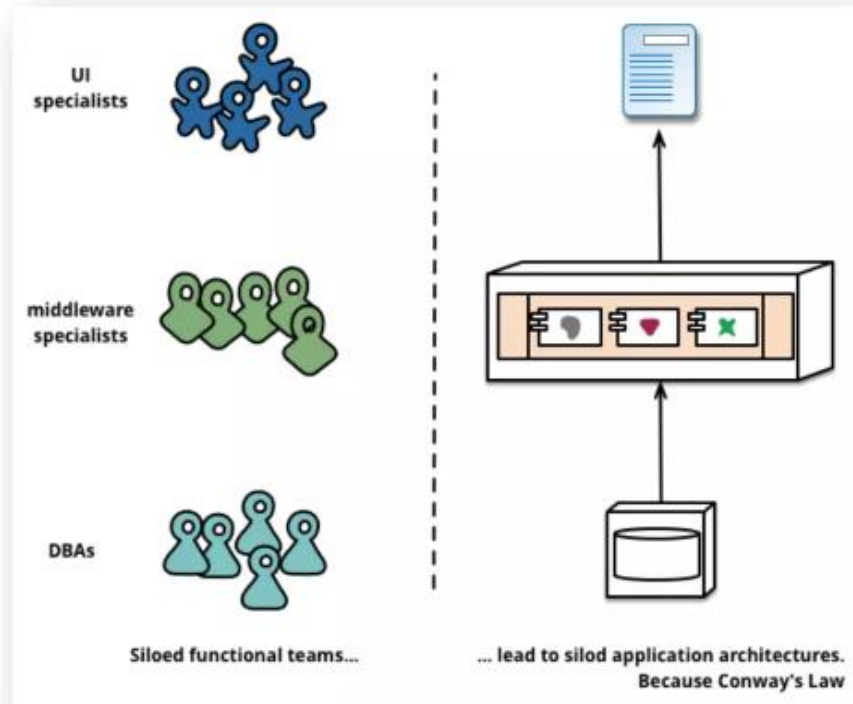 UI
specialists
middleware
specialists
DBAs
Siloed functional teams...
... lead to silod application architectures.
Because Conway's Law